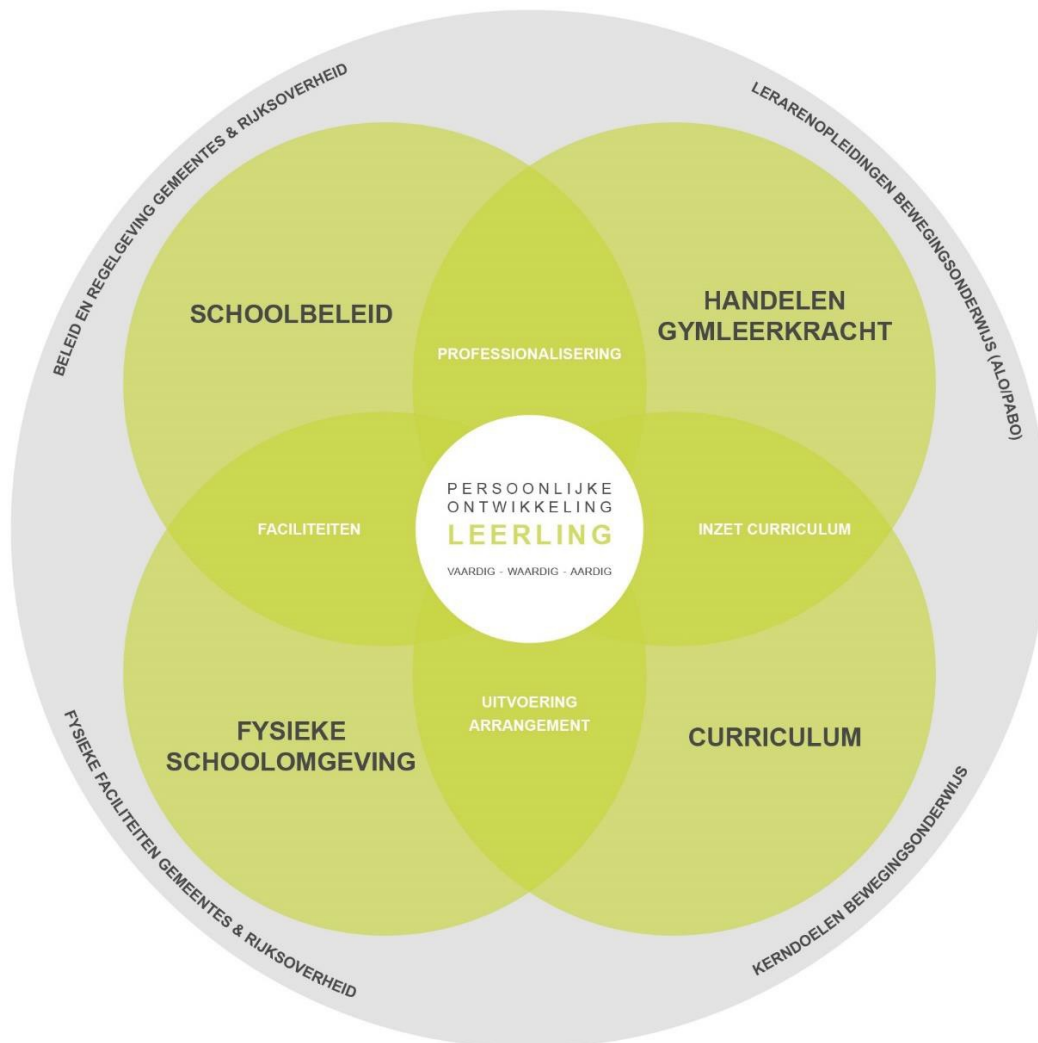 BELEID EN REGELGEVING GEMEENTES & RIJKSOVERHEID
LERARENOPLEIDINGEN BEWEGINGSONDERWIJS (ALO/PABO)
SCHOOLBELEID
HANDELEN
GYMLEERKRACHT
PROFESSIONALISERING
FACILITEITEN
PERSOONLIJKE
ONTWIKKELING
LEERLING
VAARDIG - WAARDIG - AARDIG
INZET CURRICULUM
UITVOERING
ARRANGEMENT
FYSIEKE
SCHOOLOMGEVING
CURRICULUM
FYSIEKE FACILITEITEN GEMEENTES & RIJKSOVERHEID
KERNDOELEN BEWEGINGSONDERWIJS